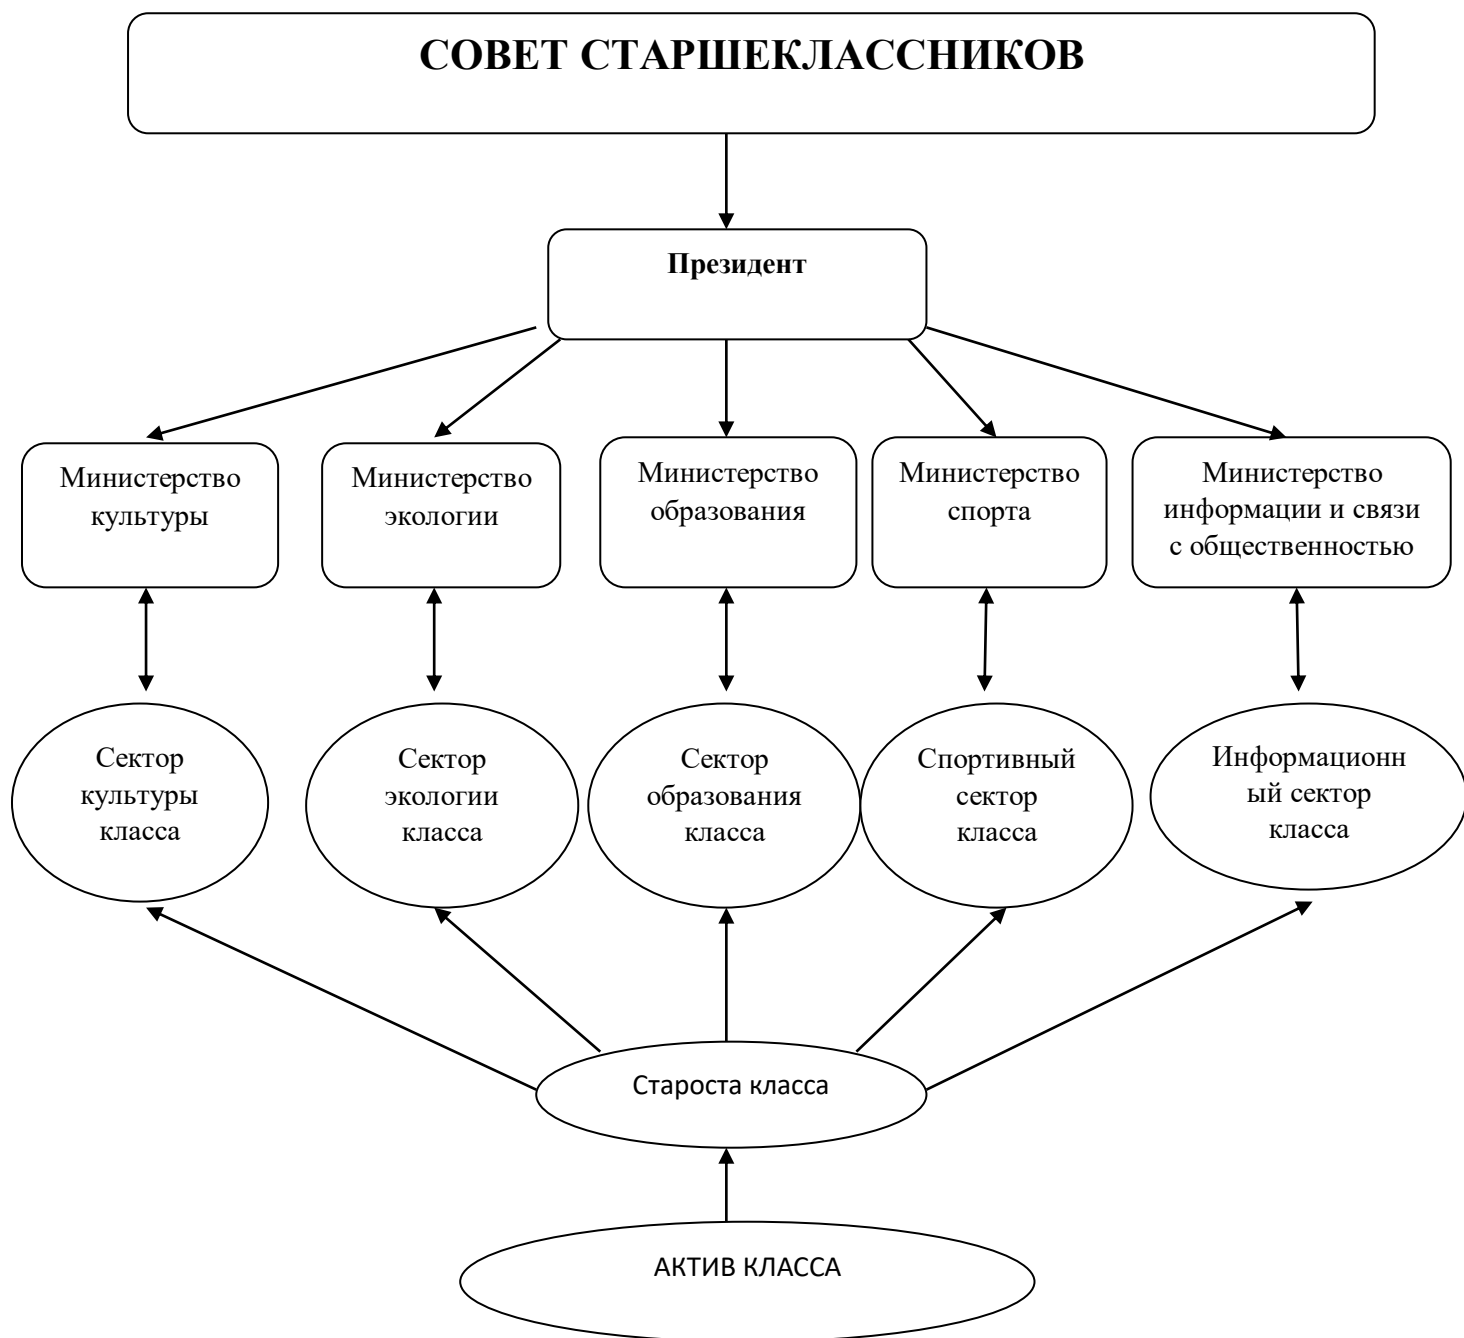 СОВЕТ СТАРШЕКЛАССНИКОВ
Президент
Министерство
культуры
Министерство
экологии
Министерство
образования
Министерство
спорта
Министерство
информации и связи
с общественностью
Сектор
культуры
класса
Сектор
экологии
класса
Сектор
образования
класса
Спортивный
сектор
класса
Информационн
ый сектор
класса
Староста класса
АКТИВ КЛАССА